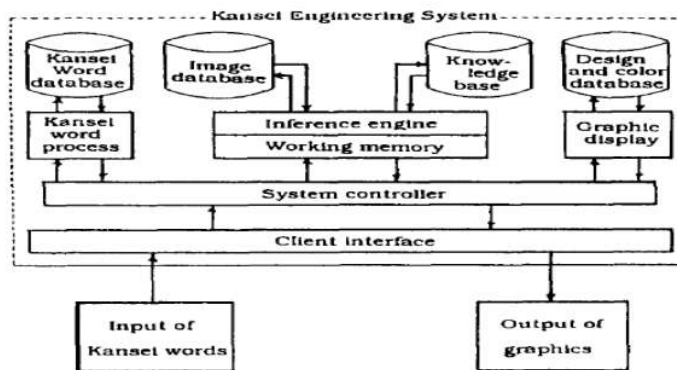 Kansei Engineering System
Kansei
Word
database
Image
database
Know-
ledge
base
Design
and color
database
Kansei
word
process
Inference engine
Working memory
Graphic
display
System controller
Client interface
Input of
Kansei words
Output of
graphics